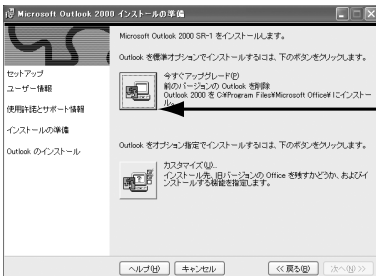 Microsoft Outlook 2000 インストールの準備
Microsoft Outlook 2000 SR-1 をインストールします。
Outlook を標準オプションでインストールするには、下のボタンをクリックします。
今すぐアップグレード(P)
前のバージョンの Outlook を削除
Outlook 2000 を C:¥Program Files¥Microsoft Office¥ にインストー
ル。
Outlook をオプション指定でインストールするには、下のボタンをクリックします。
カスタマイズ(U)...
インストール先、旧バージョンの Office を残すかどうか、およびイ
ンストールする機能を指定します。
セットアップ
ユーザー情報
使用許諾とサポート情報
インストールの準備
Outlook のインストール
ヘルプ(H)
キャンセル
<< 戻る(B)
次へ(N) >>